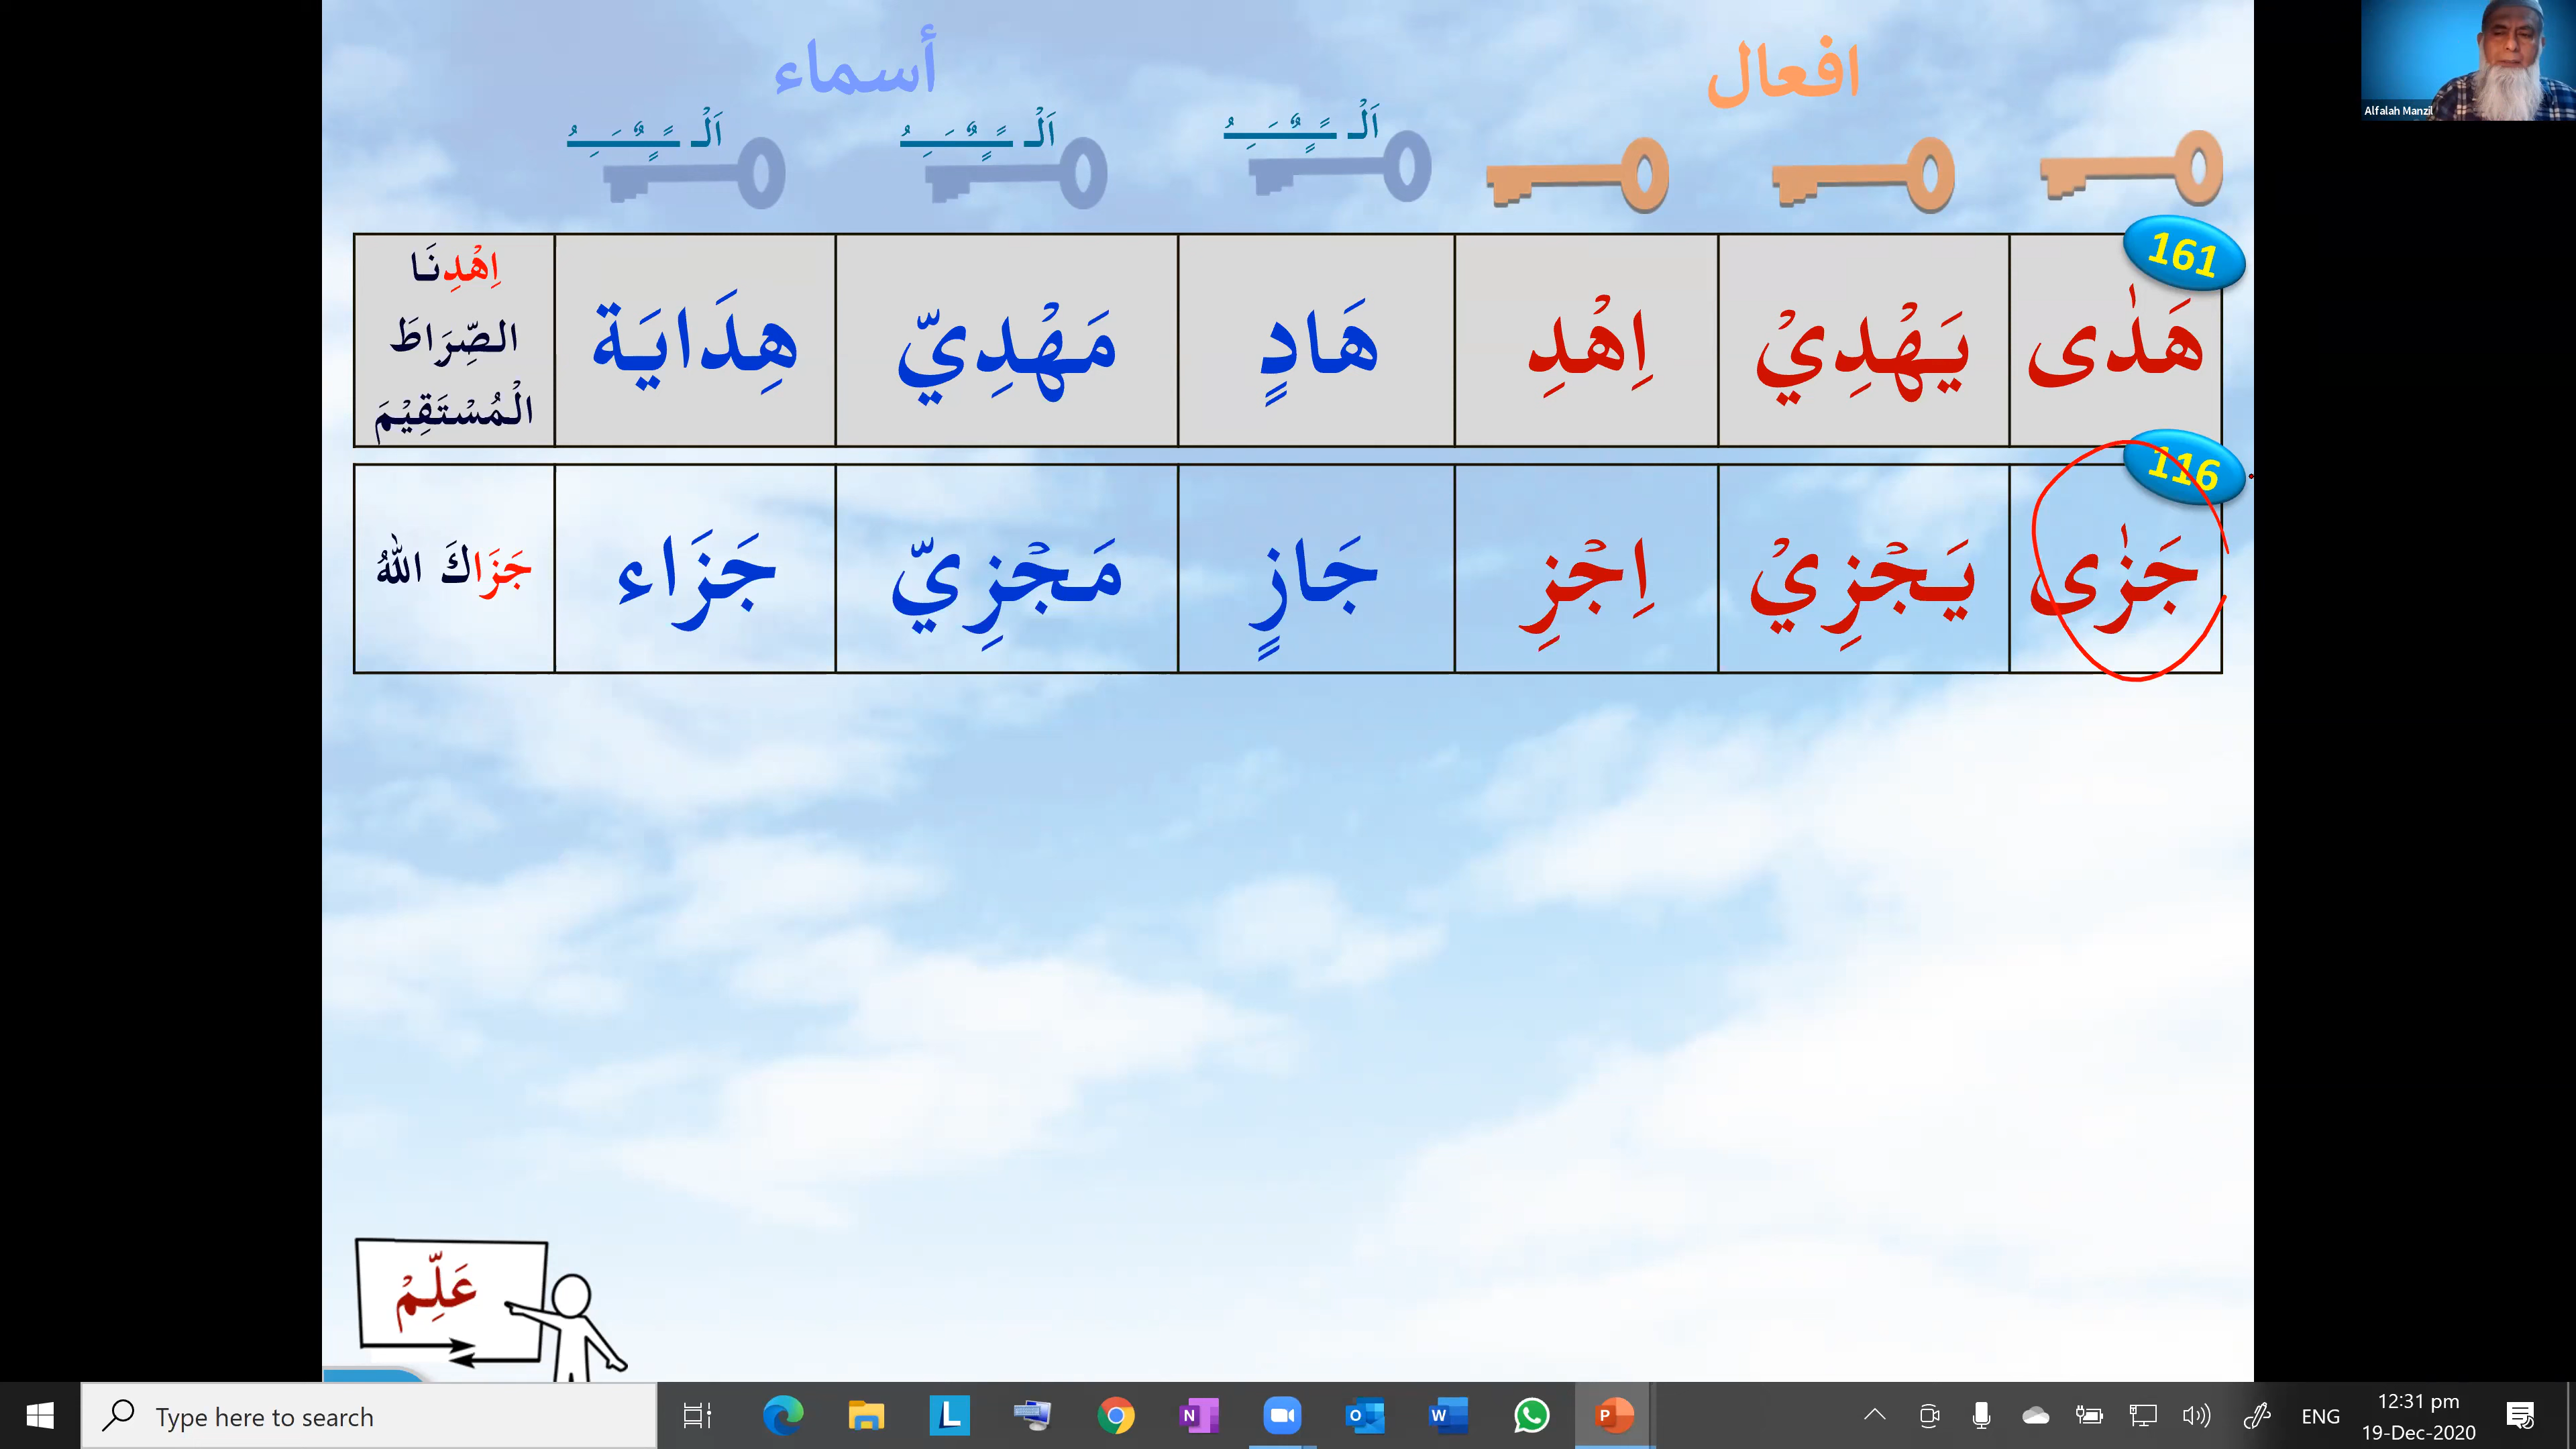 افعال
أسماء
Alfalah Manzil
اَلْـ ـَـِـُـ ـًـٍـٌ
اَلْـ ـَـِـُـ ـًـٍـٌ
اَلْـ ـَـِـُـ ـًـٍـٌ
161
هَدٰى يَهْدِيْ اِهْدِ هَادٍ مَهْدِيّ هِدَايَة
اِهْدِنَا
الصِّرَاطَ
الْمُسْتَقِيْمَ
116
جَزٰى يَجْزِيْ اِجْزِ جَازٍ مَجْزِيّ جَزَاء جَزَاكَ اللهُ
عَلِّمْ
Type here to search
ENG
12:31 pm
19-Dec-2020